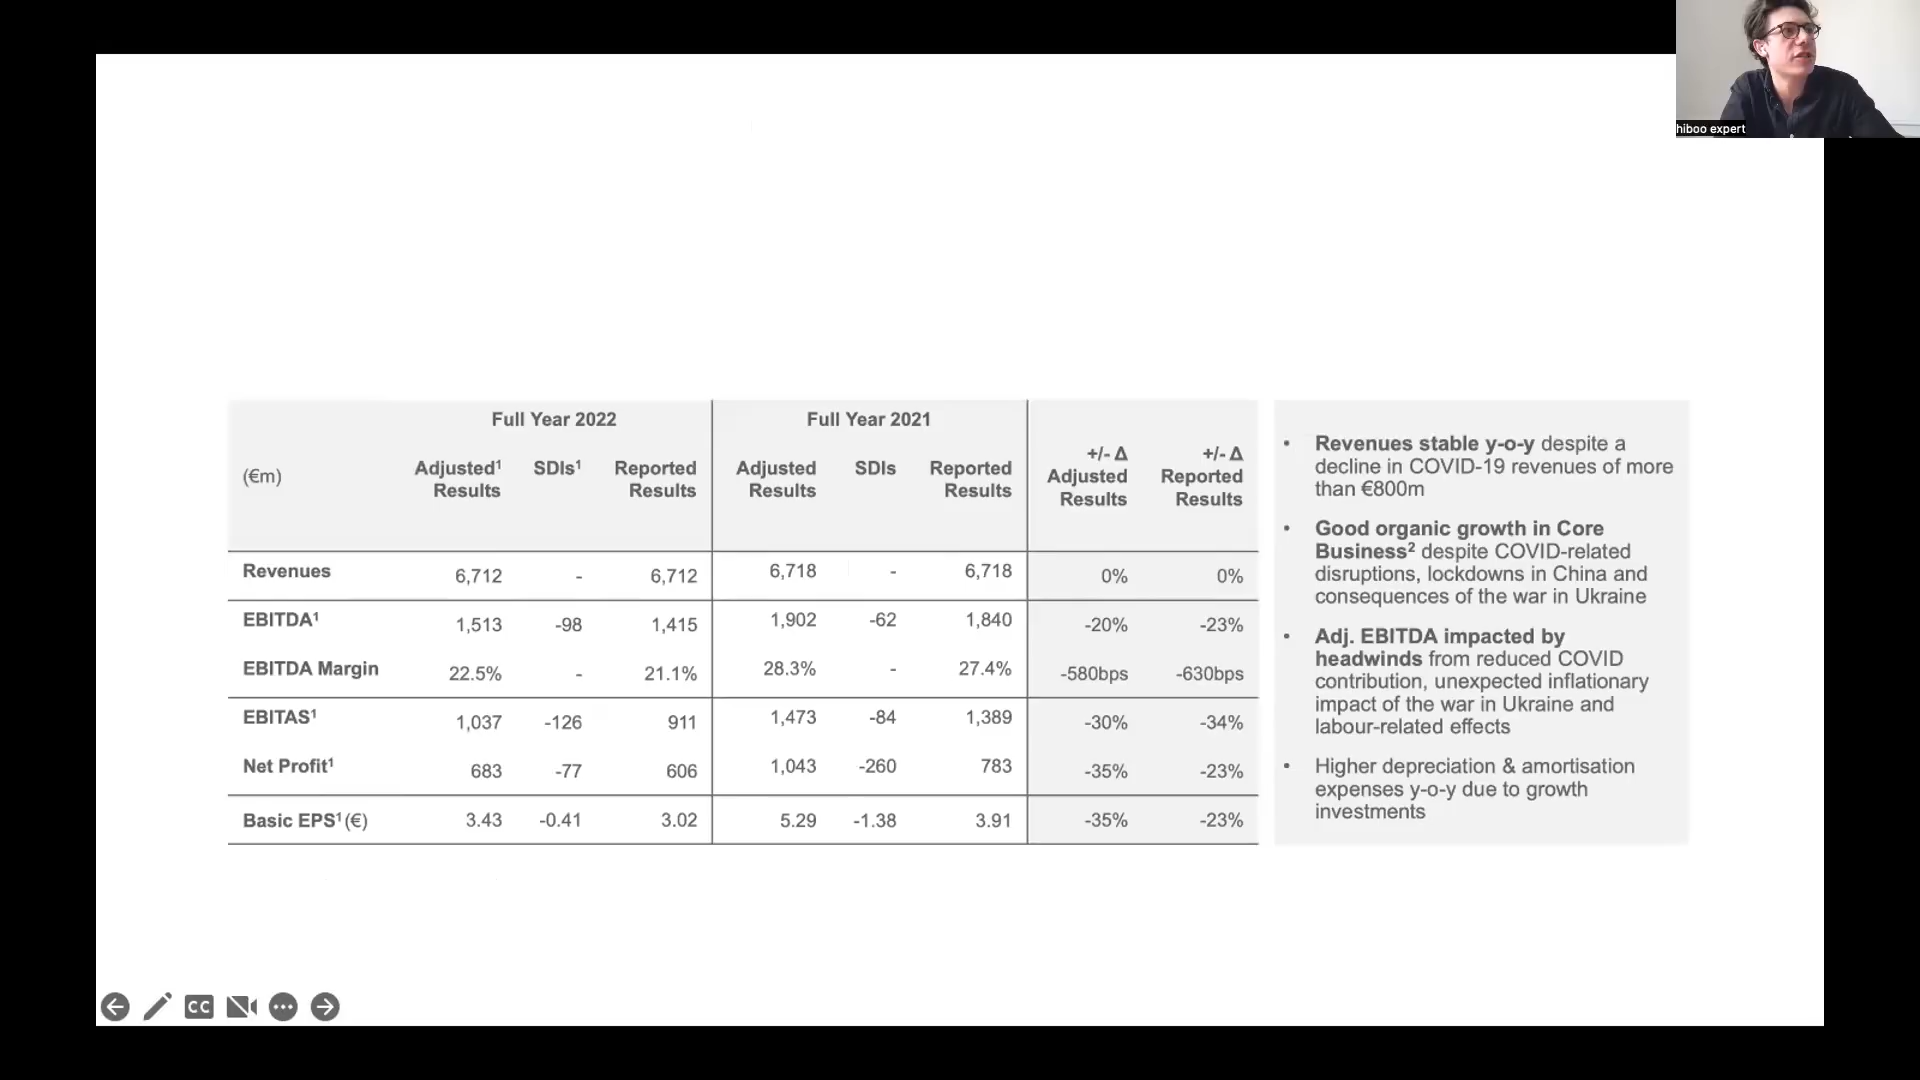 hiboo expert
Full Year 2022 Full Year 2021
(€m) Adjusted¹ Results SDIs¹ Reported Results Adjusted Results SDIs Reported Results +/- Δ Adjusted Results +/- Δ Reported Results
Revenues 6,712 - 6,712 6,718 - 6,718 0% 0%
EBITDA¹ 1,513 -98 1,415 1,902 -62 1,840 -20% -23%
EBITDA Margin 22.5% - 21.1% 28.3% - 27.4% -580bps -630bps
EBITAS¹ 1,037 -126 911 1,473 -84 1,389 -30% -34%
Net Profit¹ 683 -77 606 1,043 -260 783 -35% -23%
Basic EPS¹ (€) 3.43 -0.41 3.02 5.29 -1.38 3.91 -35% -23%
• Revenues stable y-o-y despite a
decline in COVID-19 revenues of more
than €800m
• Good organic growth in Core
Business² despite COVID-related
disruptions, lockdowns in China and
consequences of the war in Ukraine
• Adj. EBITDA impacted by
headwinds from reduced COVID
contribution, unexpected inflationary
impact of the war in Ukraine and
labour-related effects
• Higher depreciation & amortisation
expenses y-o-y due to growth
investments
CC